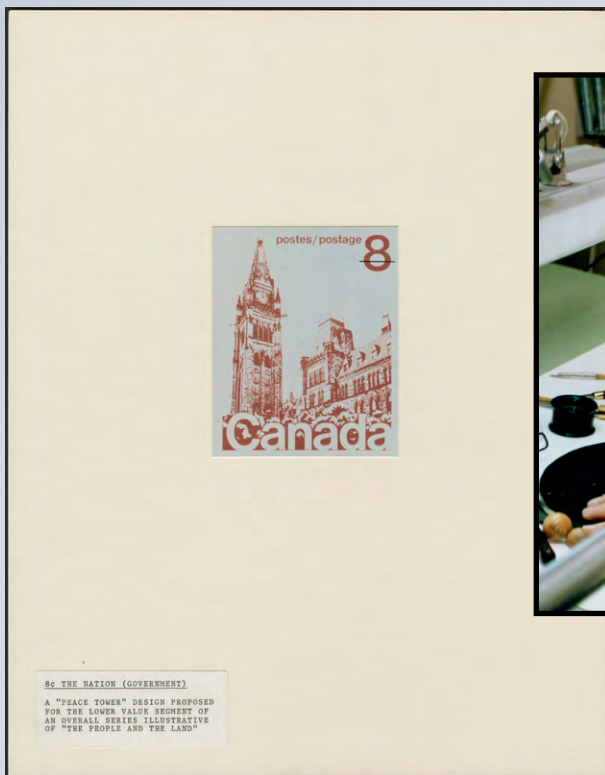 postes/postage 8
Canada
8¢ THE NATION (GOVERNMENT)
A "PEACE TOWER" DESIGN PROPOSED
FOR THE LOWER VALUE SEGMENT OF
AN OVERALL SERIES ILLUSTRATIVE
OF "THE PEOPLE AND THE LAND"